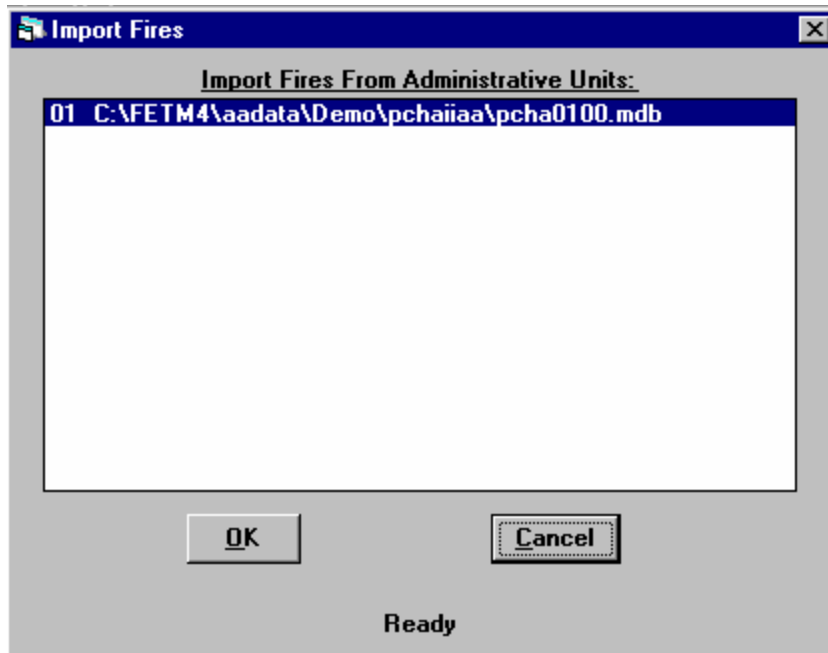 Import Fires
Import Fires From Administrative Units:
01 C:\FETM4\aadata\Demo\pchaiiaa\pcha0100.mdb
OK
Cancel
Ready